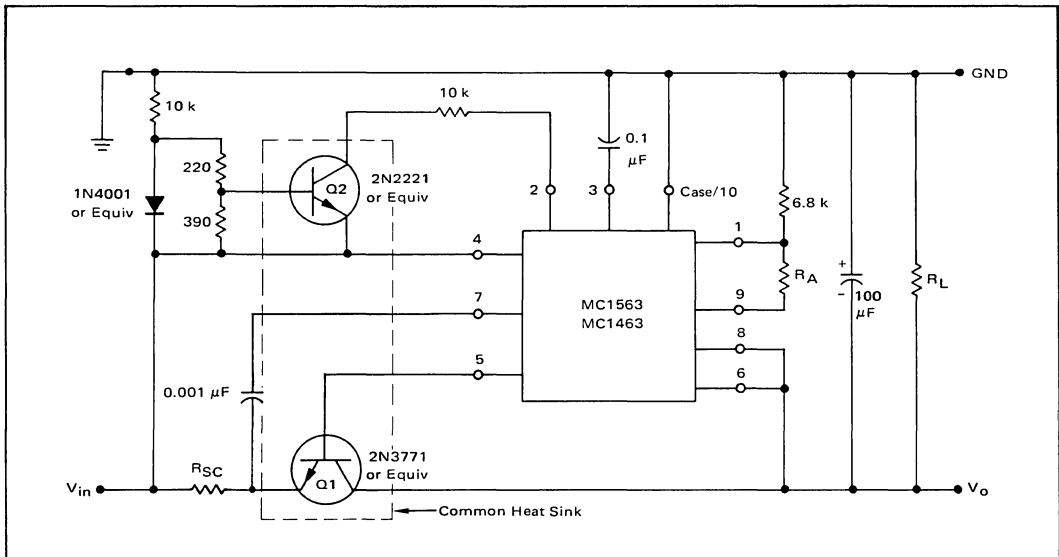 GND
10 k
10 k
0.1
µF
220
1N4001
or Equiv
390
Q2
2N2221
or Equiv
2
3
Case/10
6.8 k
4
1
RA
+
-
100
µF
RL
MC1563
MC1463
7
9
8
5
6
0.001 µF
RSC
2N3771
or Equiv
Q1
Vin
Vo
Common Heat Sink